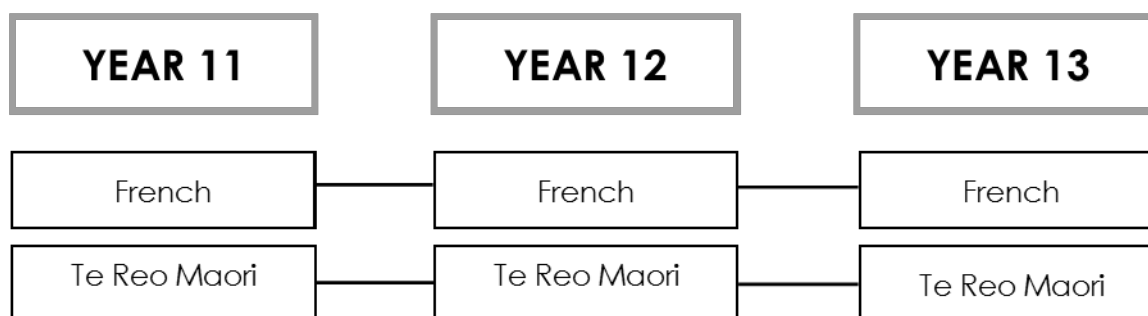 YEAR 11 YEAR 12 YEAR 13
French French French
Te Reo Maori Te Reo Maori Te Reo Maori